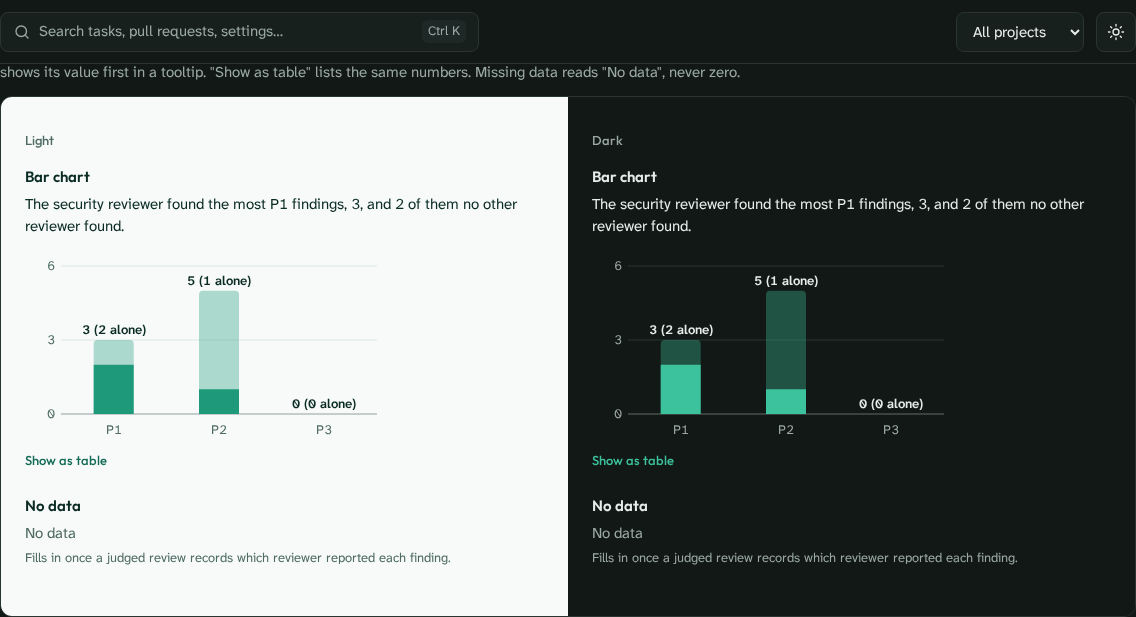 Search tasks, pull requests, settings... Ctrl K All projects
shows its value first in a tooltip. "Show as table" lists the same numbers. Missing data reads "No data", never zero.
Light
Bar chart
The security reviewer found the most P1 findings, 3, and 2 of them no other
reviewer found.
6
5 (1 alone)
3 (2 alone)
3
0 (0 alone)
0
P1 P2 P3
Show as table
No data
No data
Fills in once a judged review records which reviewer reported each finding.
Dark
Bar chart
The security reviewer found the most P1 findings, 3, and 2 of them no other
reviewer found.
6
5 (1 alone)
3 (2 alone)
3
0 (0 alone)
0
P1 P2 P3
Show as table
No data
No data
Fills in once a judged review records which reviewer reported each finding.